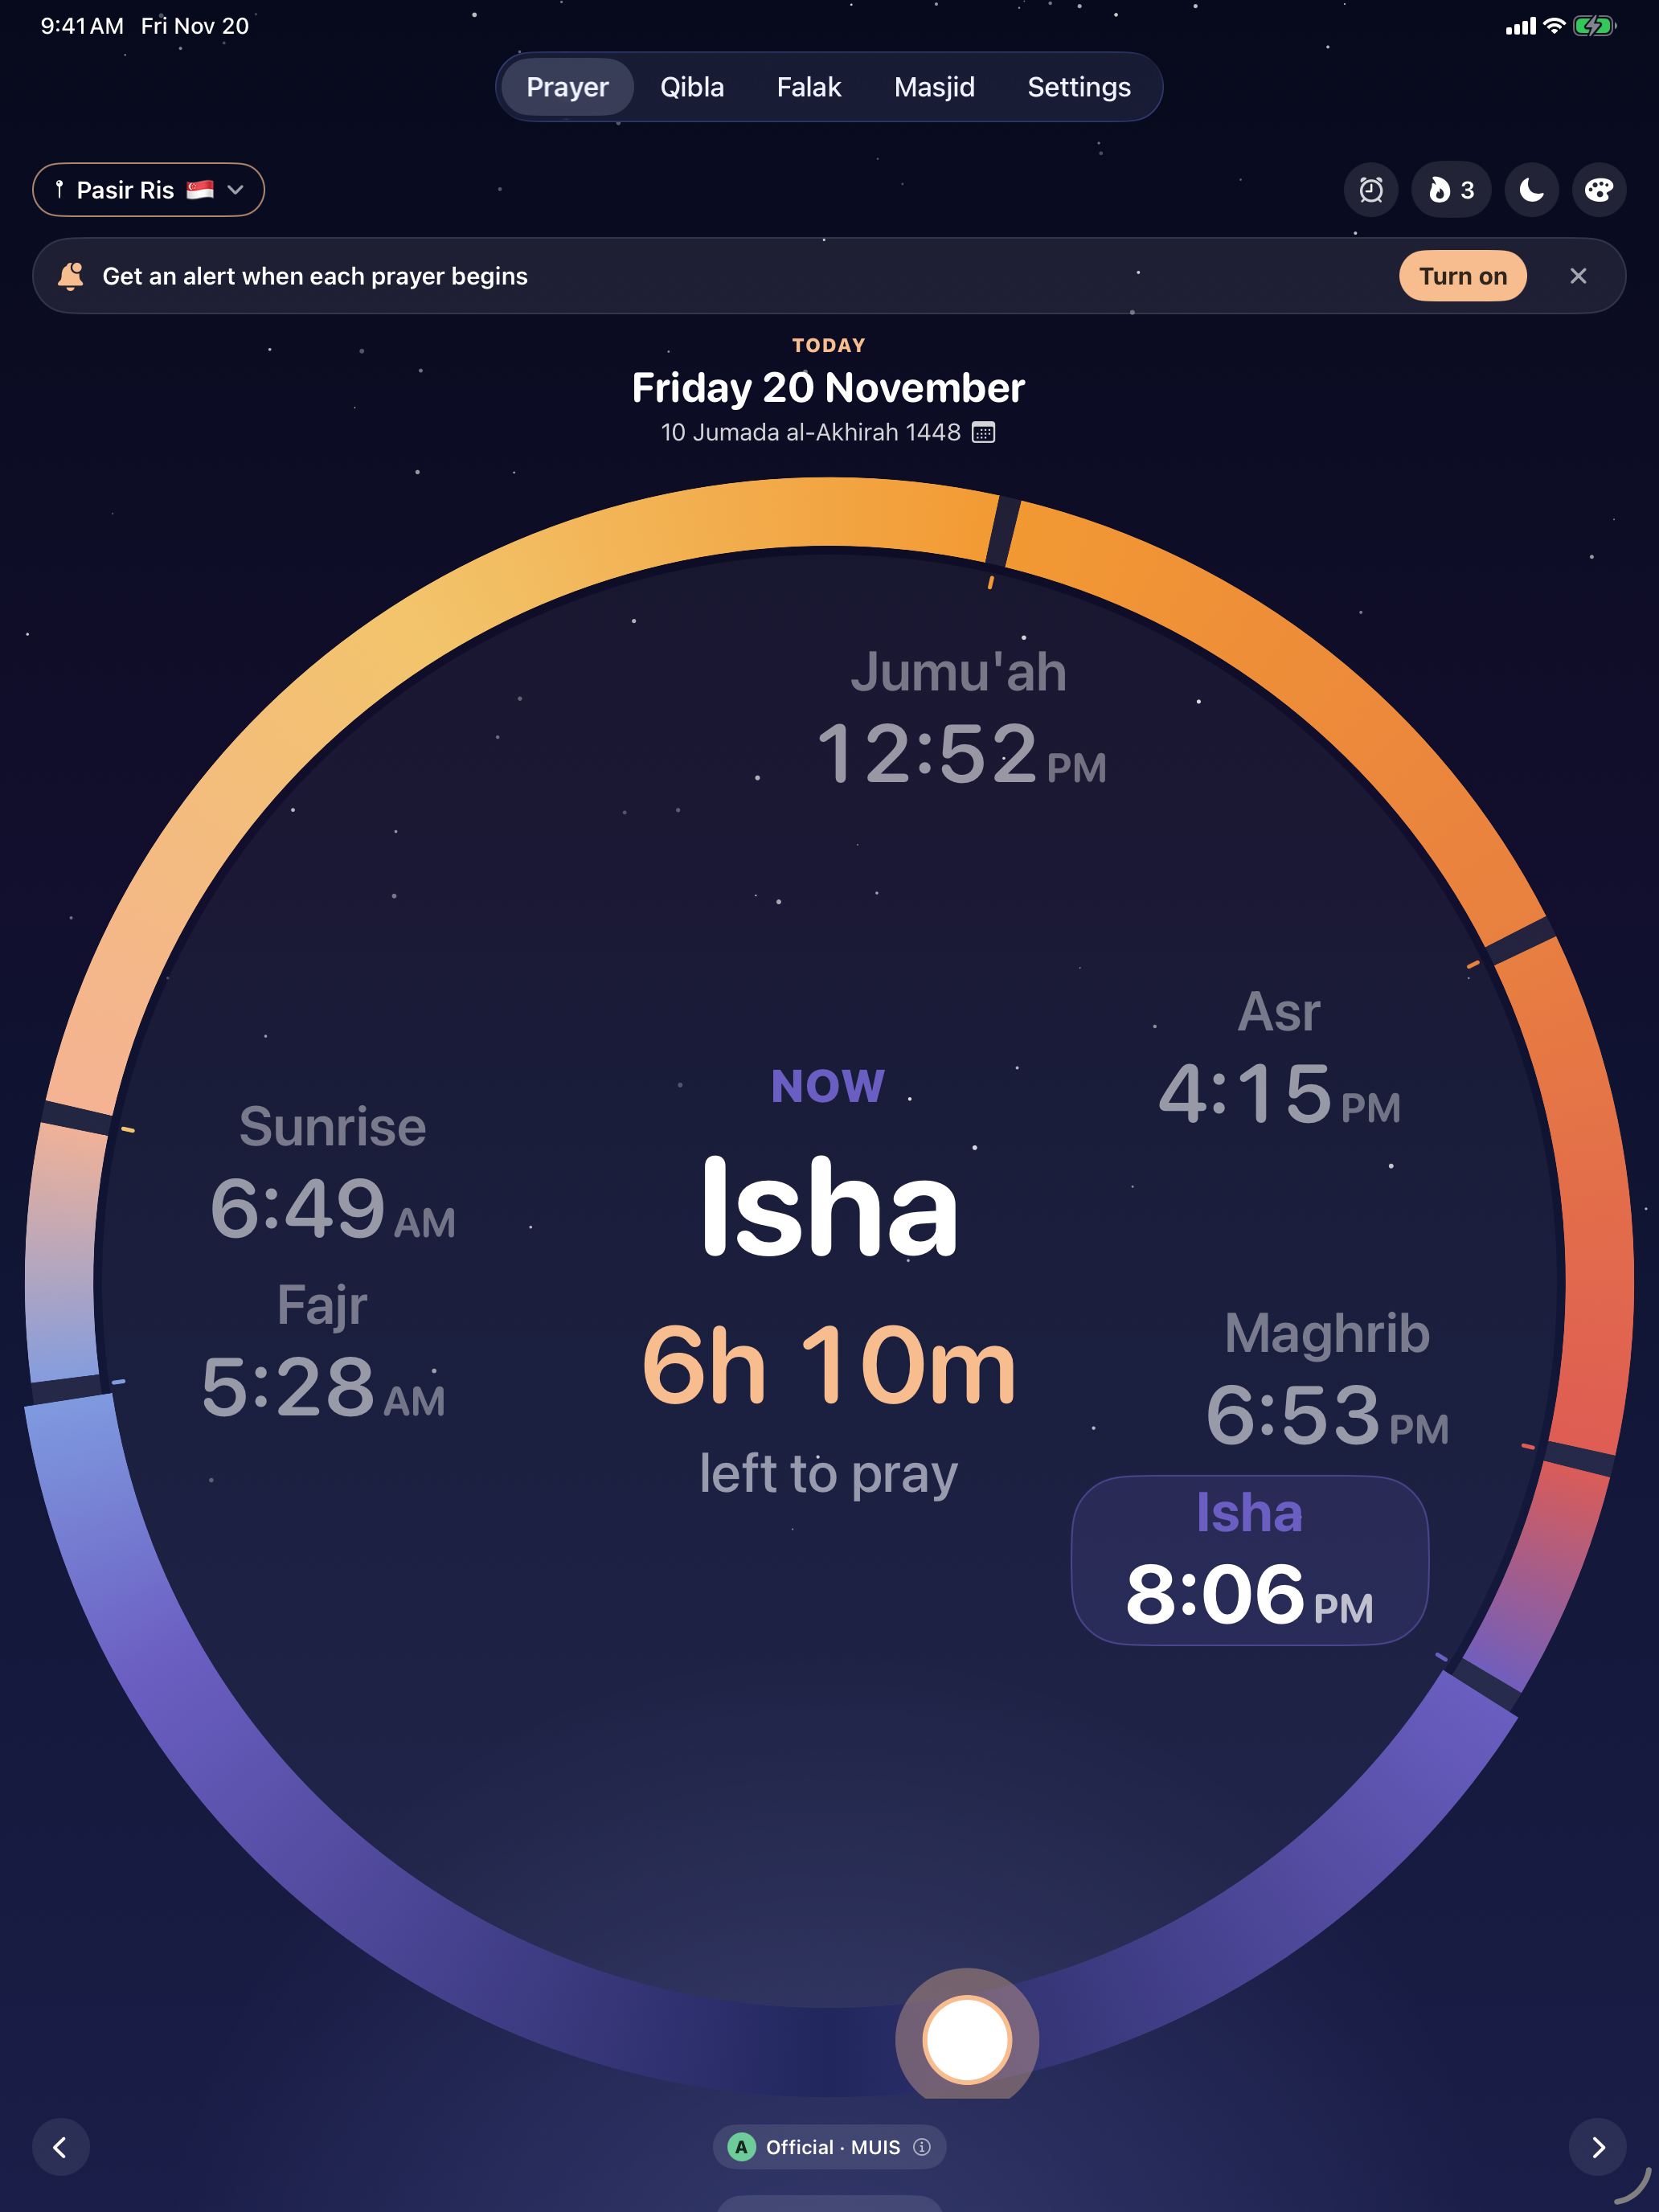 9:41 AM Fri Nov 20
Prayer Qibla Falak Masjid Settings
Pasir Ris
3
Get an alert when each prayer begins
Turn on
TODAY
Friday 20 November
10 Jumada al-Akhirah 1448
Jumu'ah
12:52 PM
Asr
4:15 PM
Sunrise
6:49 AM
Fajr
5:28 AM
NOW
Isha
6h 10m
left to pray
Maghrib
6:53 PM
Isha
8:06 PM
A Official · MUIS